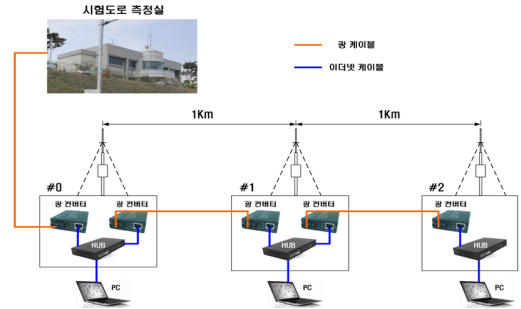 시험도로 측정실
광 케이블
이더넷 케이블
1Km
1Km
#0
#1
#2
광 컨버터
광 컨버터
광 컨버터
광 컨버터
광 컨버터
HUB
HUB
HUB
PC
PC
PC